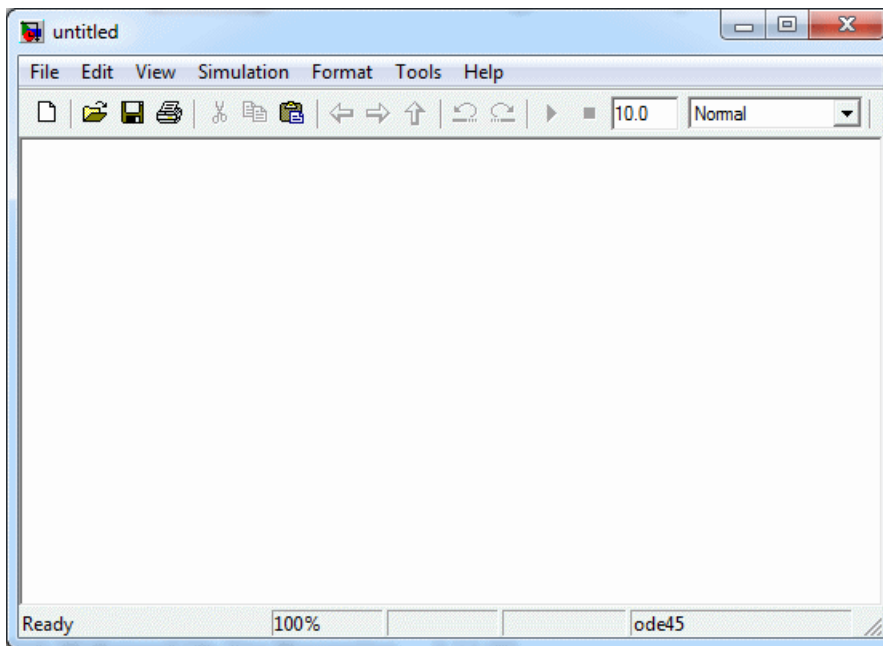 untitled
File Edit View Simulation Format Tools Help
10.0 Normal
Ready 100% ode45